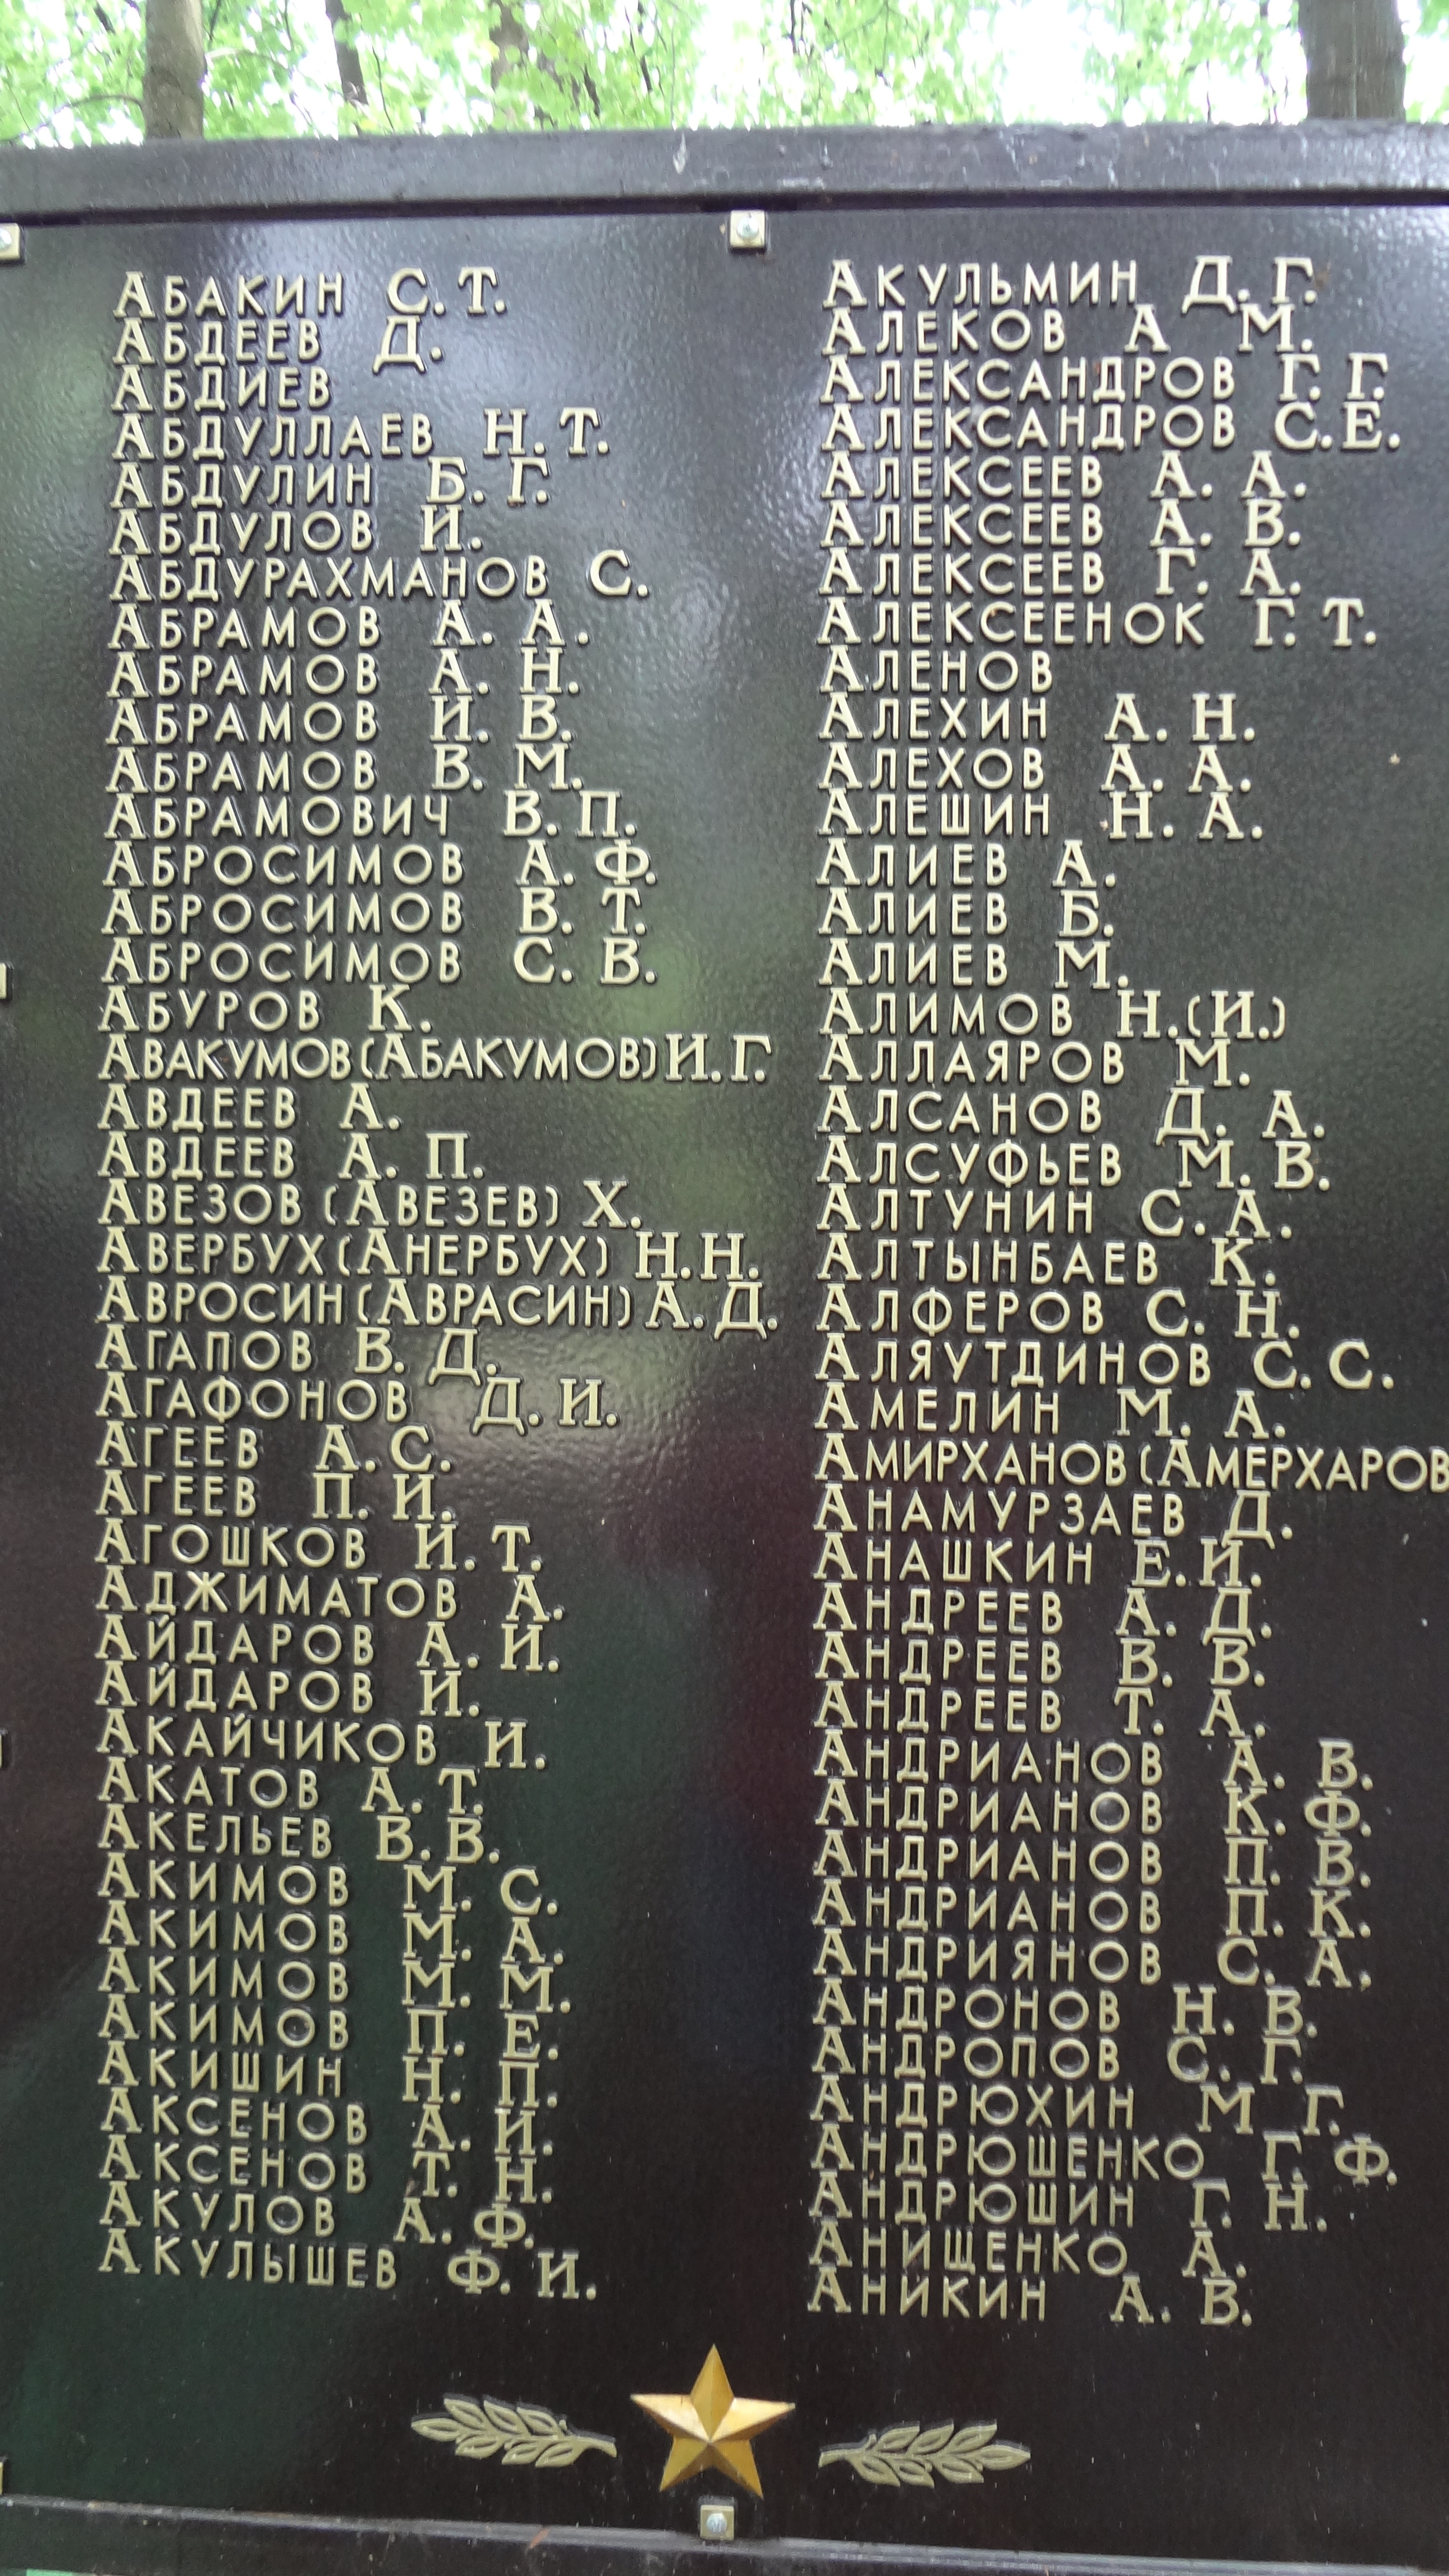 Абакин С.Т.
Абдеев Д.
Абдиев
Абдуллаев Н.Т.
Абдулин Б.Г.
Абдулов И.
Абдурахманов С.
Абрамов А.А.
Абрамов А.Н.
Абрамов И.В.
Абрамов В.М.
Абрамович В.П.
Абросимов А.Ф.
Абросимов В.Т.
Абросимов С.В.
Абуров К.
Авакумов(Абакумов)И.Г.
Авдеев А.
Авдеев А.П.
Авезов (Авезев) Х.
Авербух(Анербух) Н.Н.
Авросин(Аврасин)А.Д.
Агапов В.Д.
Агафонов Д.И.
Агеев А.С.
Агеев П.И.
Агошков И.Т.
Аджиматов А.
Айдаров А.И.
Айдаров И.
Акайчиков И.
Акатов А.Т.
Акельев В.В.
Акимов М.С.
Акимов М.А.
Акимов М.М.
Акимов П.Е.
Акишин Н.П.
Аксенов А.И.
Аксенов Т.Н.
Акулов А.Ф.
Акулышев Ф.И.
Акульмин Д.Г.
Алеков А М.
Александров Г.Г.
Александров С.Е.
Алексеев А.А.
Алексеев А.В.
Алексеев Г.А.
Алексеенок Г.Т.
Аленов
Алехин А.Н.
Алехов А.А.
Алешин Н.А.
Алиев А.
Алиев Б.
Алиев М.
Алимов Н.(И.)
Аллаяров М.
Алсанов Д.А.
Алсуфьев М.В.
Алтунин С.А.
Алтынбаев К.
Алферов С.Н.
Аляутдинов С.С.
Амелин М.А.
Амирханов(Амерхаров
Анамурзаев Д.
Анашкин Е.И.
Андреев А.Д.
Андреев В.В.
Андреев Т.А.
Андрианов А.В.
Андрианов К.Ф.
Андрианов П.В.
Андрианов П.К.
Андриянов С.А.
Андронов Н.В.
Андропов С.Г.
Андрюхин М Г.
Андрюшенко Г.Ф.
Андрюшин Г.Н.
Анищенко А.
Аникин А.В.